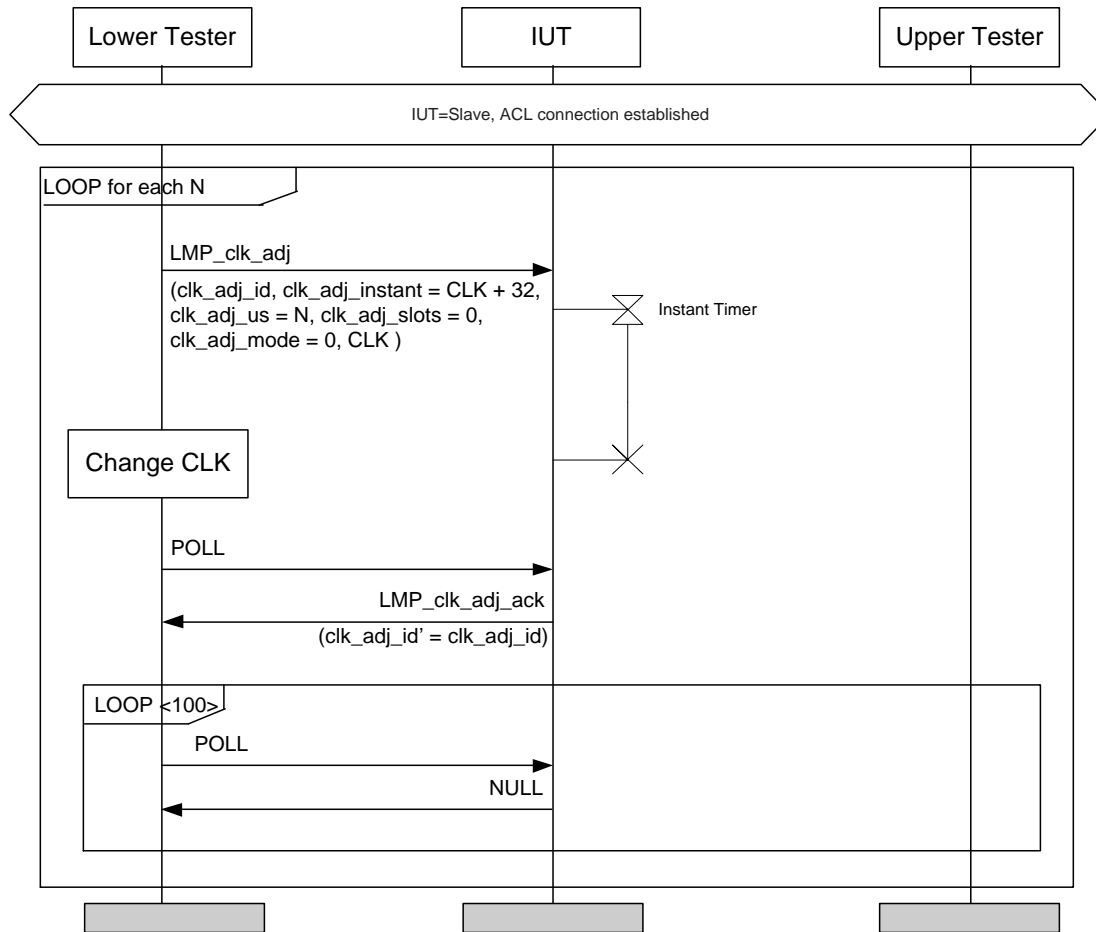 Lower Tester
IUT
Upper Tester
IUT=Slave, ACL connection established
LOOP for each N
LMP_clk_adj
(clk_adj_id, clk_adj_instant = CLK + 32,
clk_adj_us = N, clk_adj_slots = 0,
clk_adj_mode = 0, CLK )
Instant Timer
Change CLK
POLL
LMP_clk_adj_ack
(clk_adj_id’ = clk_adj_id)
LOOP <100>
POLL
NULL